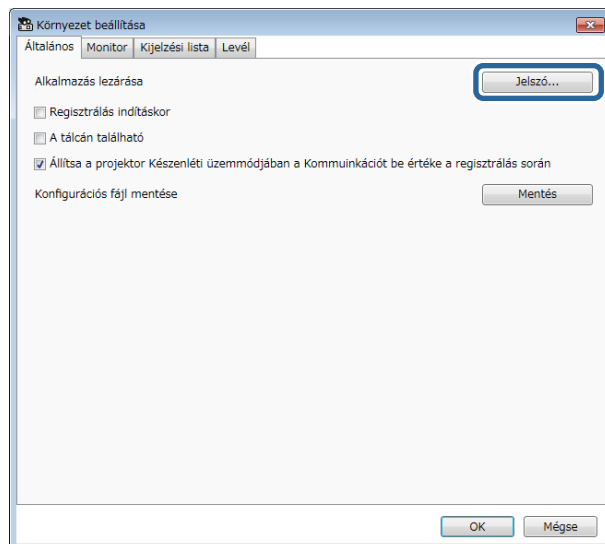 Környezet beállítása
Általános Monitor Kijelzési lista Levél
Alkalmazás lezárása Jelszó...
Regisztrálás indításkor
A tálcán található
Állítsa a projektor Készenléti üzemmódjában a Kommuinkációt be értéke a regisztrálás során
Konfigurációs fájl mentése Mentés
OK Mégse